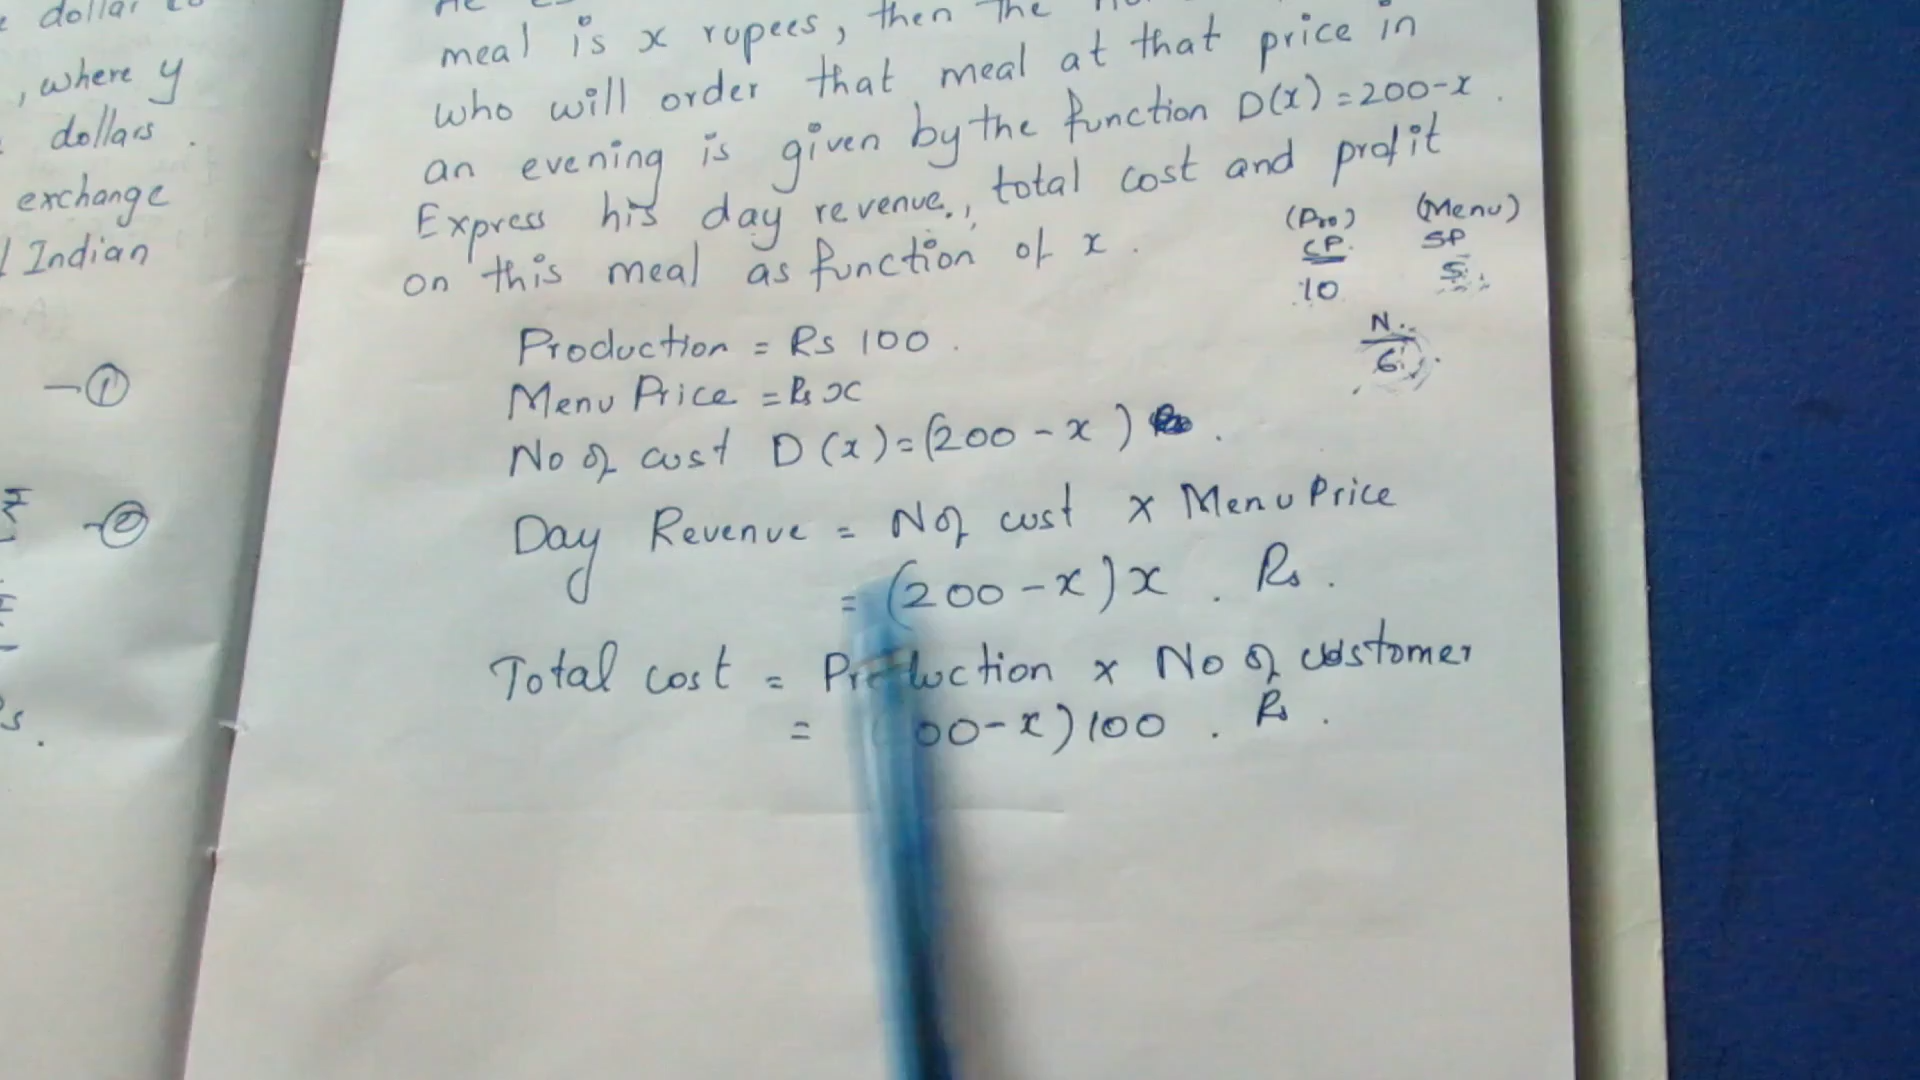 dollar
, where y
dollars .
exchange
Indian
- ①
- ②
meal is x rupees, then the
who will order that meal at that price in
an evening is given by the function D(x) = 200-x .
Express his day revenue., total cost and profit
on this meal as function of x .
(Pro) (Menu)
CP. SP
10 5
N..
6
Production = Rs 100 .
Menu Price = Rs x
No of cust D (x) = (200 - x ) .
Day Revenue = No of cust x Menu Price
= (200 - x ) x . Rs .
Total cost = Production x No of customer
= 00 - x ) 100 . Rs .